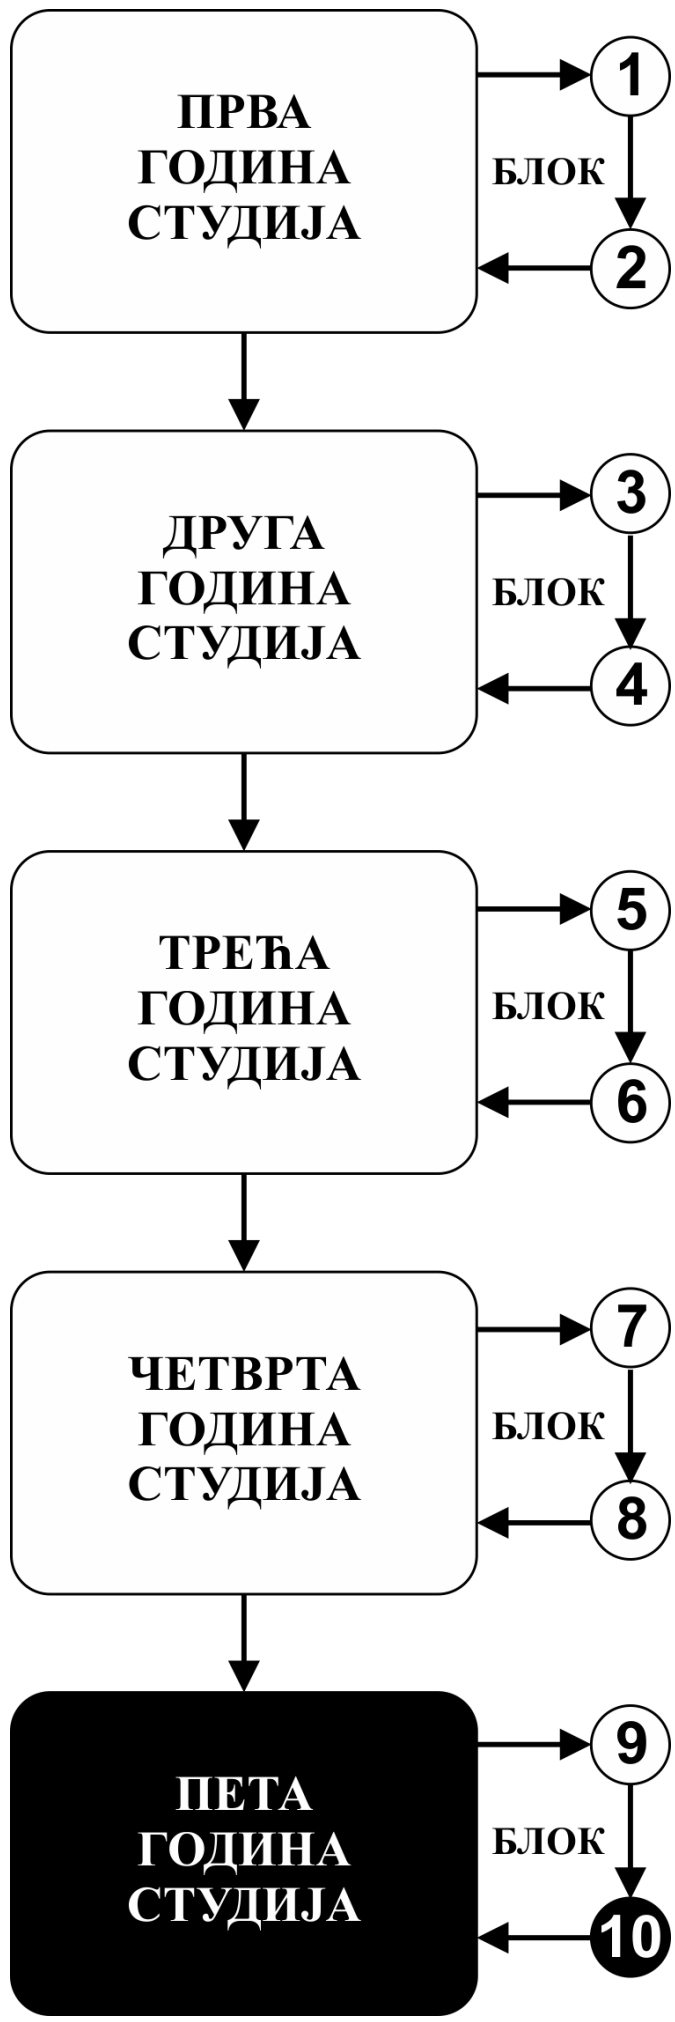 ПРВА
ГОДИНА
СТУДИЈА
1
БЛОК
2
ДРУГА
ГОДИНА
СТУДИЈА
3
БЛОК
4
ТРЕЋА
ГОДИНА
СТУДИЈА
5
БЛОК
6
ЧЕТВРТА
ГОДИНА
СТУДИЈА
7
БЛОК
8
ПЕТА
ГОДИНА
СТУДИЈА
9
БЛОК
10